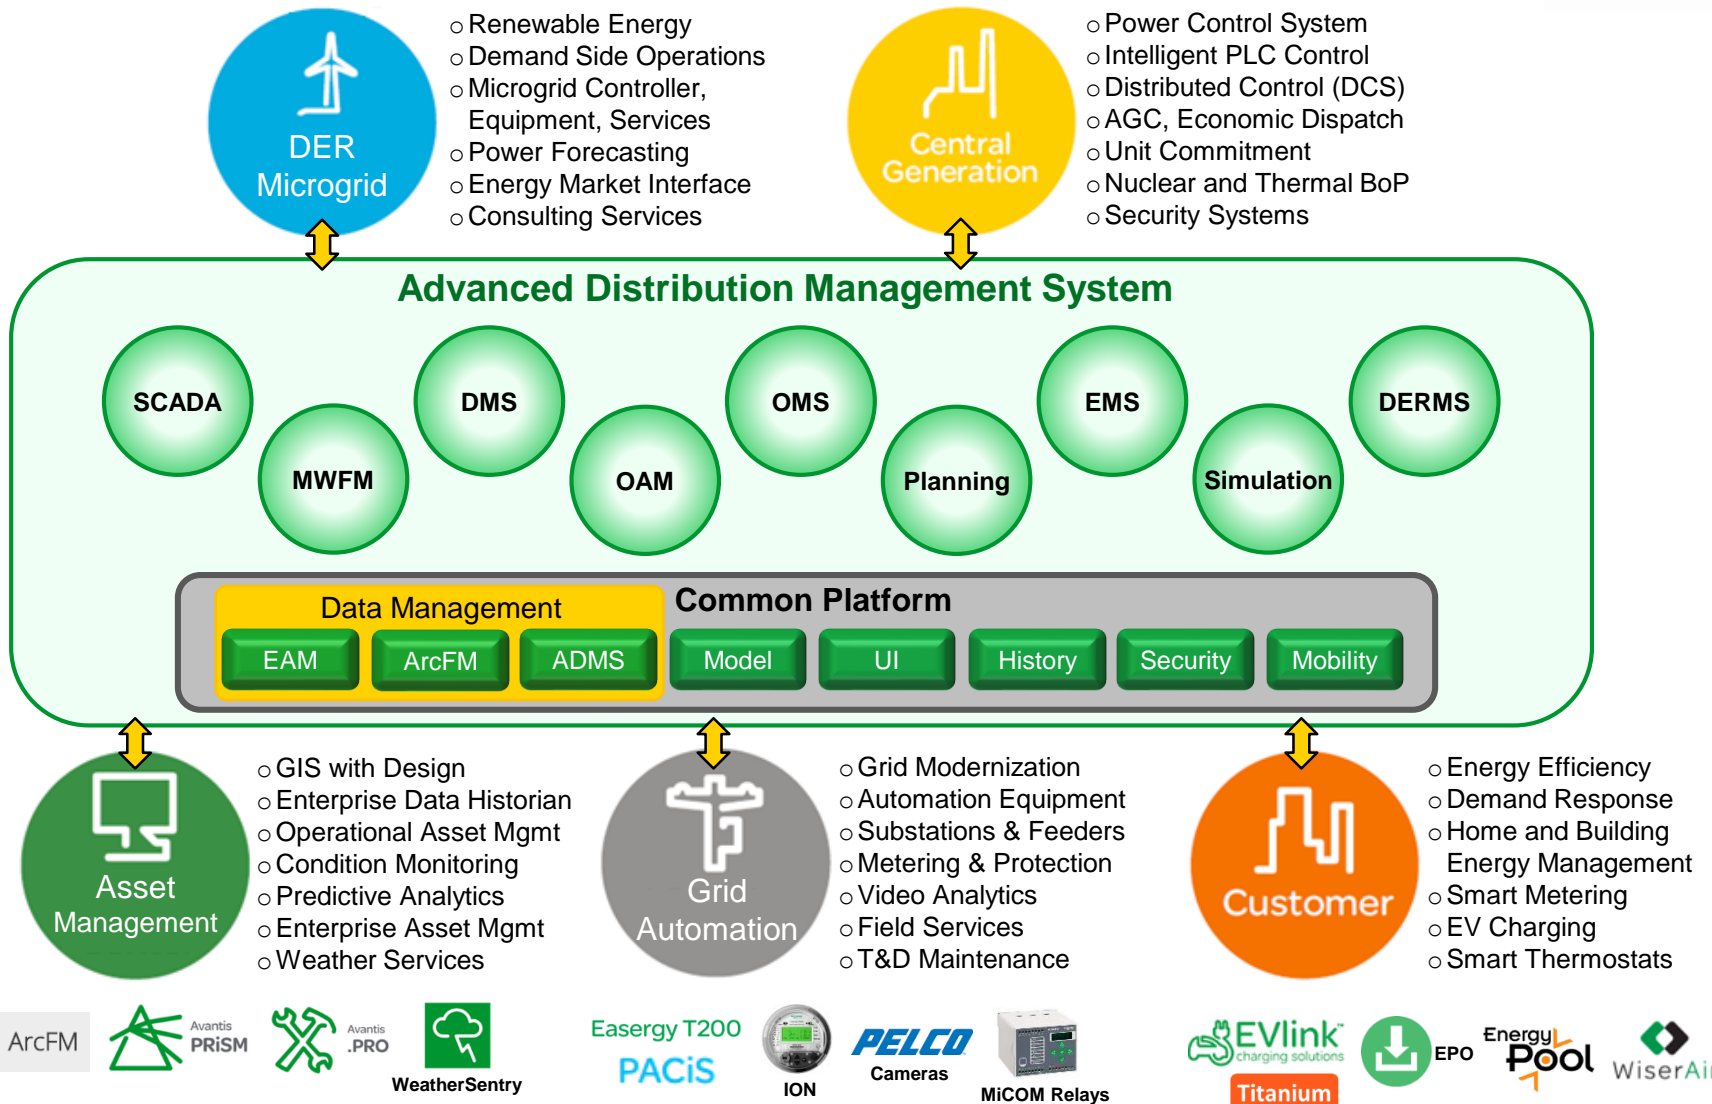 DER
Microgrid
○ Renewable Energy
○ Demand Side Operations
○ Microgrid Controller,
Equipment, Services
○ Power Forecasting
○ Energy Market Interface
○ Consulting Services
Central
Generation
○ Power Control System
○ Intelligent PLC Control
○ Distributed Control (DCS)
○ AGC, Economic Dispatch
○ Unit Commitment
○ Nuclear and Thermal BoP
○ Security Systems
Advanced Distribution Management System
SCADA
MWFM
DMS
OAM
OMS
Planning
EMS
Simulation
DERMS
Data Management
Common Platform
EAM
ArcFM
ADMS
Model
UI
History
Security
Mobility
Asset
Management
○ GIS with Design
○ Enterprise Data Historian
○ Operational Asset Mgmt
○ Condition Monitoring
○ Predictive Analytics
○ Enterprise Asset Mgmt
○ Weather Services
Grid
Automation
○ Grid Modernization
○ Automation Equipment
○ Substations & Feeders
○ Metering & Protection
○ Video Analytics
○ Field Services
○ T&D Maintenance
Customer
○ Energy Efficiency
○ Demand Response
○ Home and Building
Energy Management
○ Smart Metering
○ EV Charging
○ Smart Thermostats
ArcFM
Avantis
PRiSM
Avantis
.PRO
WeatherSentry
Easergy T200
PACiS
ION
PELCO
Cameras
MiCOM Relays
EVlink™
charging solutions
Titanium
EPO
Energy
Pool
WiserAir